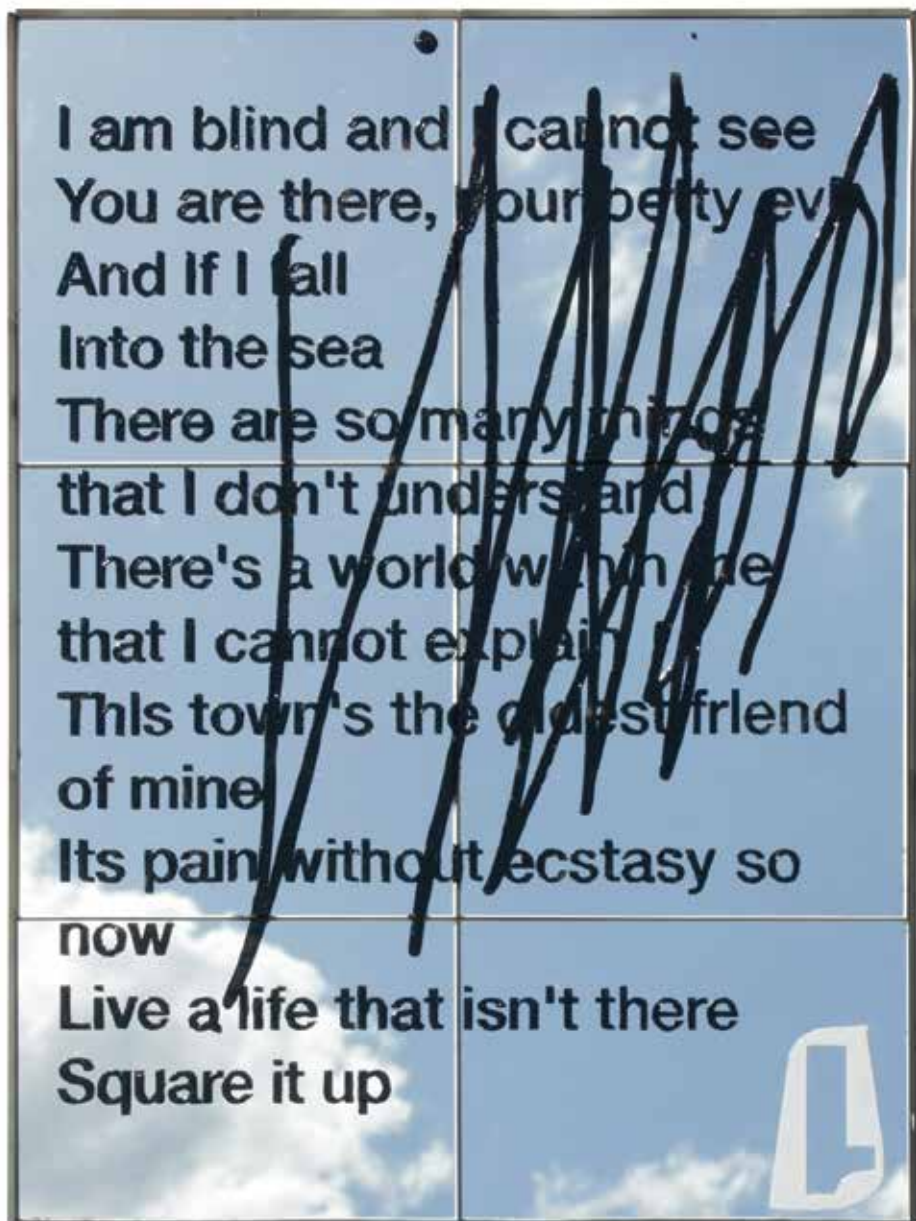 I am blind and I cannot see
You are there, your petty evil
And If I fall
Into the sea
There are so many things
that I don't understand
There's a world within me
that I cannot explain
ThIs town's the oldest frIend
of mine
Its pain without ecstasy so
now
Live a life that isn't there
Square it up